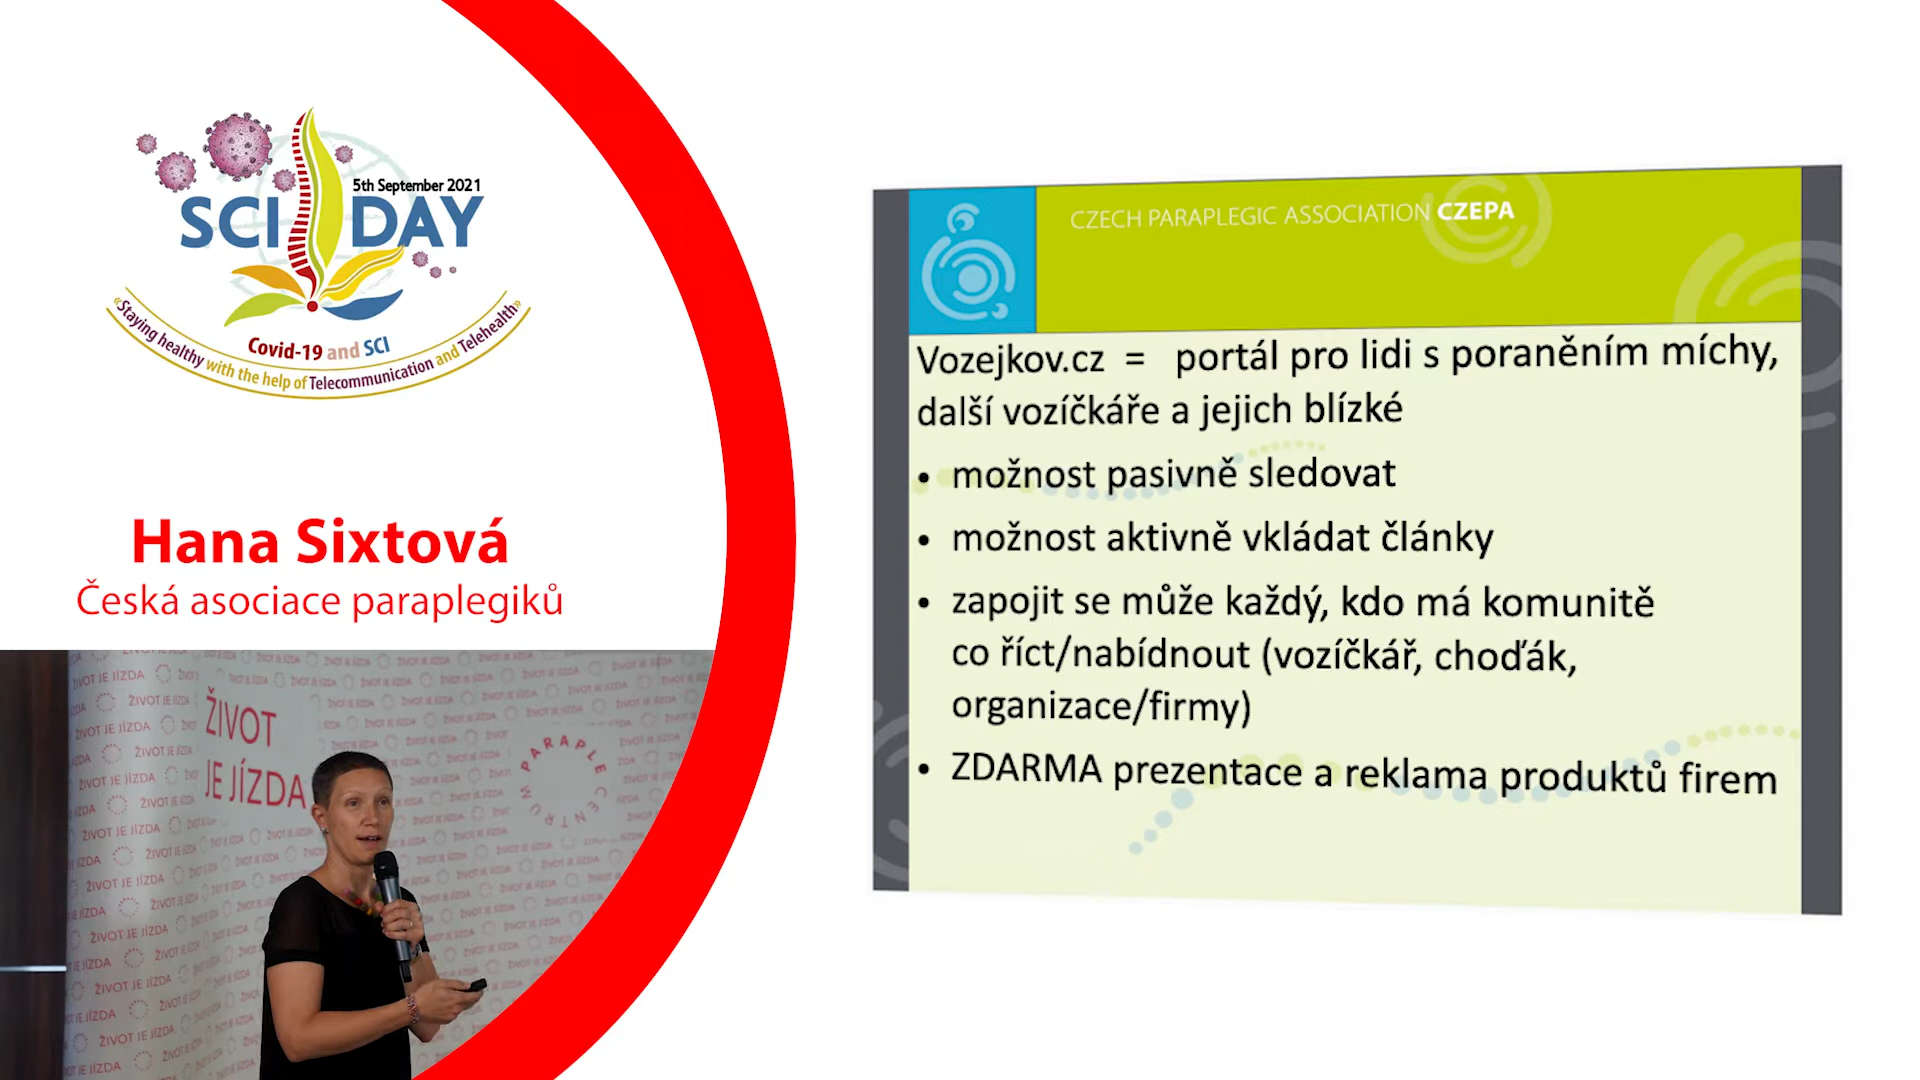 5th September 2021
SCI DAY
Covid-19 and SCI
«Staying healthy with the help of Telecommunication and Telehealth»
Hana Sixtová
Česká asociace paraplegiků
ŽIVOT
JE JÍZDA
PARAPLE
CENTRUM
CZECH PARAPLEGIC ASSOCIATION CZEPA
Vozejkov.cz = portál pro lidi s poraněním míchy,
další vozíčkáře a jejich blízké
• možnost pasivně sledovat
• možnost aktivně vkládat články
• zapojit se může každý, kdo má komunitě
co říct/nabídnout (vozíčkář, choďák,
organizace/firmy)
• ZDARMA prezentace a reklama produktů firem